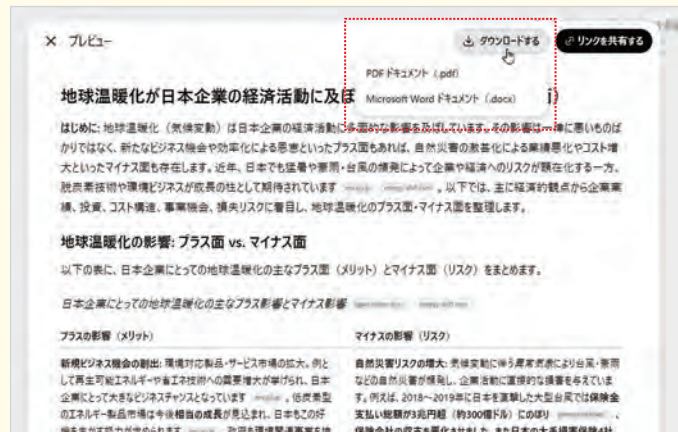 × プレビュー
ダウンロードする
リンクを共有する
PDF ドキュメント (.pdf)
Microsoft Word ドキュメント (.docx)
地球温暖化が日本企業の経済活動に及ぼ
はじめに: 地球温暖化（気候変動）は日本企業の経済活動に多面的な影響を及ぼしています。その影響は一様に悪いものば
かりではなく、新たなビジネス機会や効率化による恩恵といったプラス面もあれば、自然災害の激甚化による業績悪化やコスト増
大といったマイナス面も存在します。近年、日本でも猛暑や豪雨・台風の頻発によって企業や経済へのリスクが顕在化する一方、
脱炭素技術や環境ビジネスが成長の柱として期待されています 。以下では、主に経済的観点から企業業
績、投資、コスト構造、事業機会、損失リスクに着目し、地球温暖化のプラス面・マイナス面を整理します。
地球温暖化の影響: プラス面 vs. マイナス面
以下の表に、日本企業にとっての地球温暖化の主なプラス面（メリット）とマイナス面（リスク）をまとめます。
日本企業にとっての地球温暖化の主なプラス影響とマイナス影響
プラスの影響（メリット）
マイナスの影響（リスク）
新規ビジネス機会の創出: 環境対応製品・サービス市場の拡大。例と
して再生可能エネルギーや省エネ技術への需要増大が挙げられ、日本
企業にとって大きなビジネスチャンスとなっています 。低炭素型
のエネルギー製品市場は今後相当の成長が見込まれ、日本もこの好
自然災害リスクの増大: 気候変動に伴う異常気象により台風・豪雨
などの自然災害が頻発し、企業活動に直接的な損害を与えていま
す。例えば、2018～2019年に日本を直撃した大型台風では保険金
支払い総額が3兆円超（約300億ドル）にのぼり 、